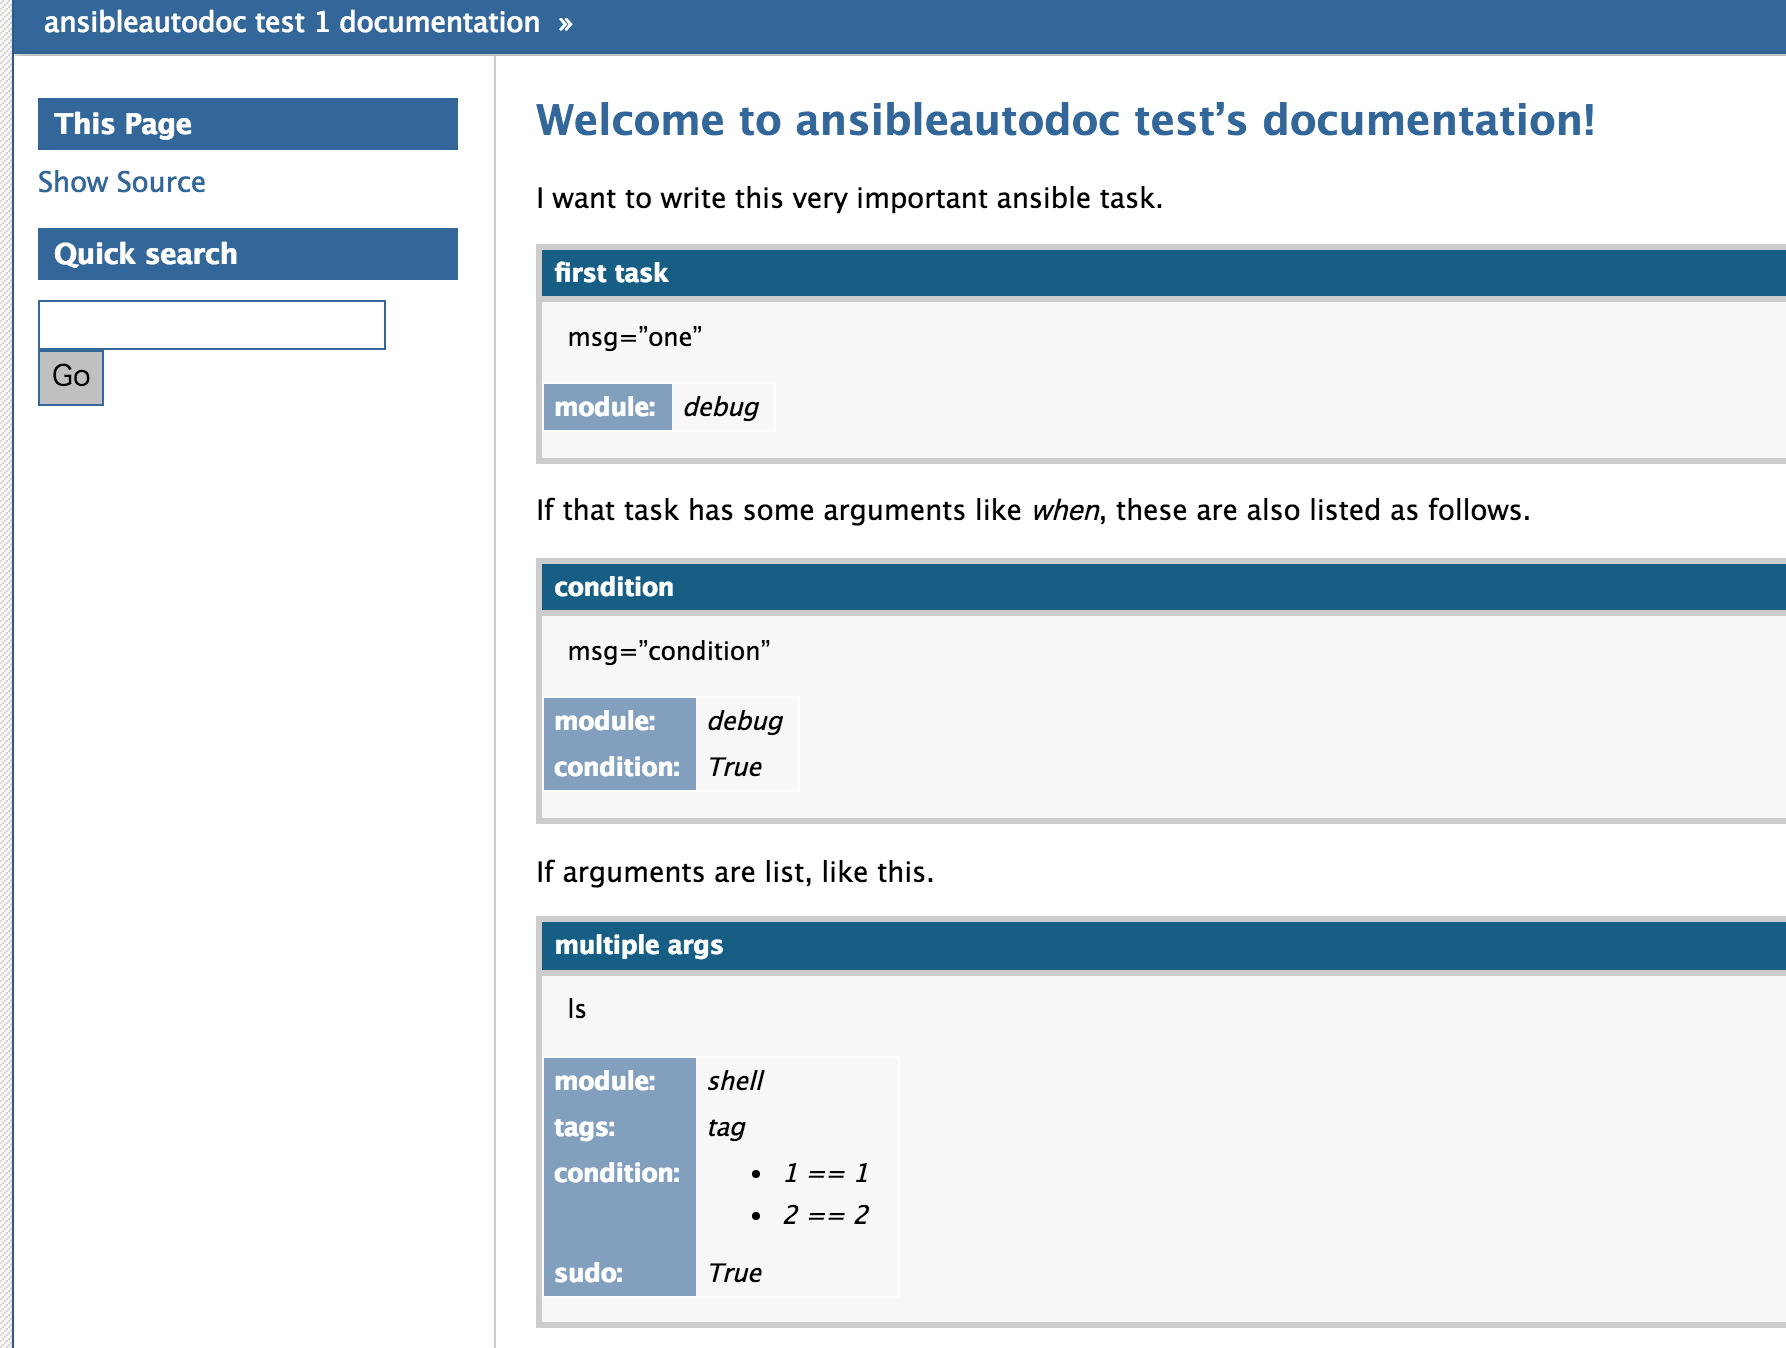 ansibleautodoc test 1 documentation »
This Page
Show Source
Quick search
Go
Welcome to ansibleautodoc test’s documentation!
I want to write this very important ansible task.
first task
msg=”one”
module: debug
If that task has some arguments like when, these are also listed as follows.
condition
msg=”condition”
module: debug
condition: True
If arguments are list, like this.
multiple args
ls
module: shell
tags: tag
condition: • 1 == 1
• 2 == 2
sudo: True